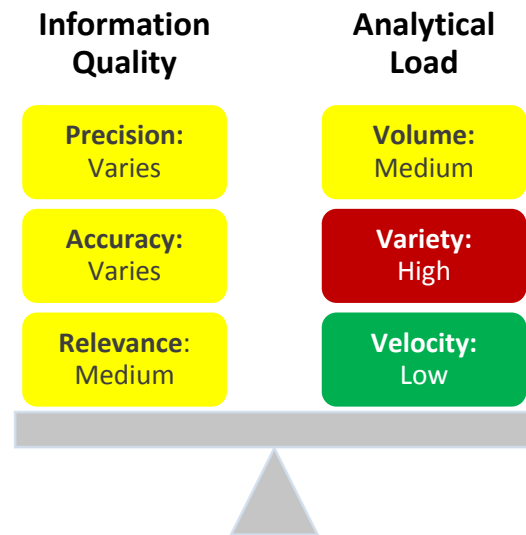 Information
Quality
Precision:
Varies
Accuracy:
Varies
Relevance:
Medium
Analytical
Load
Volume:
Medium
Variety:
High
Velocity:
Low